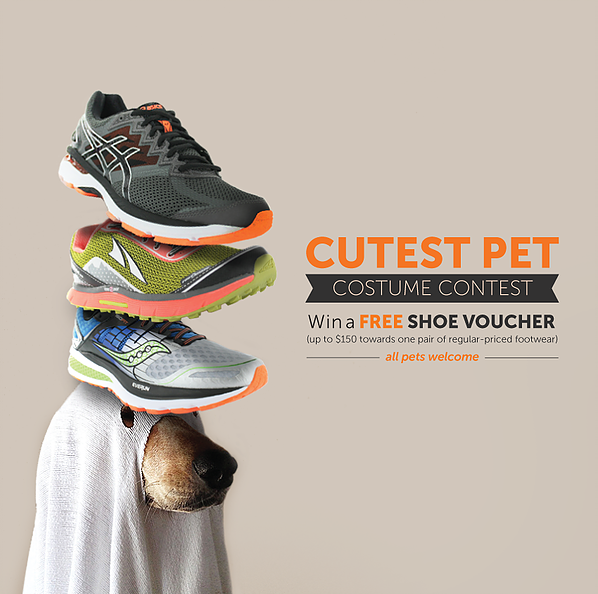 CUTEST PET
COSTUME CONTEST
Win a FREE SHOE VOUCHER
(up to $150 towards one pair of regular-priced footwear)
all pets welcome
EVERUN